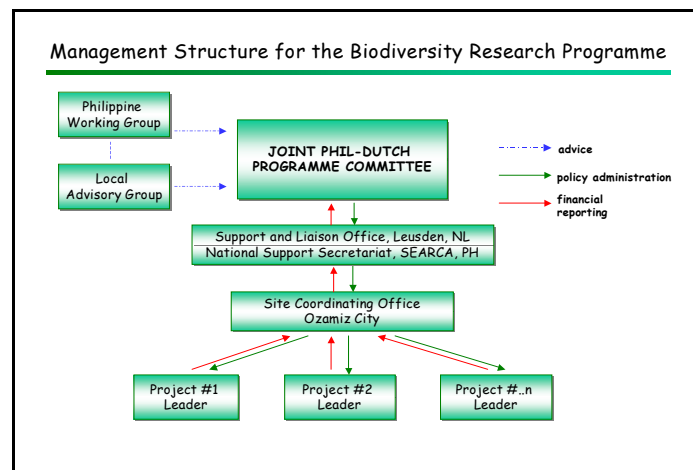 Management Structure for the Biodiversity Research Programme
Philippine
Working Group
Local
Advisory Group
JOINT PHIL-DUTCH
PROGRAMME COMMITTEE
advice
policy administration
financial
reporting
Support and Liaison Office, Leusden, NL
National Support Secretariat, SEARCA, PH
Site Coordinating Office
Ozamiz City
Project #1
Leader
Project #2
Leader
Project #..n
Leader